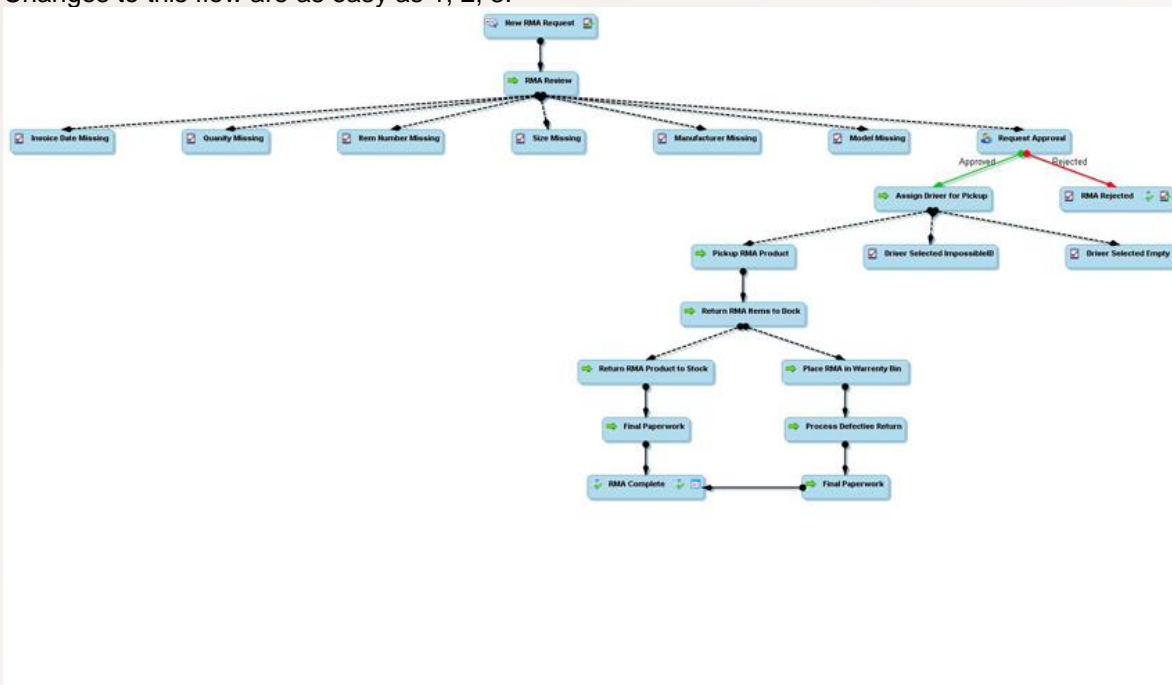 Changes to this flow are as easy as 1, 2, 3.
New RMA Request
RMA Review
Invoice Date Missing
Quanity Missing
Item Number Missing
Size Missing
Manufacturer Missing
Model Missing
Request Approval
Approved
Rejected
Assign Driver for Pickup
RMA Rejected
Pickup RMA Product
Driver Selected ImpossibleID
Driver Selected Empty
Return RMA Items to Dock
Return RMA Product to Stock
Place RMA in Warrenty Bin
Final Paperwork
Process Defective Return
RMA Complete
Final Paperwork